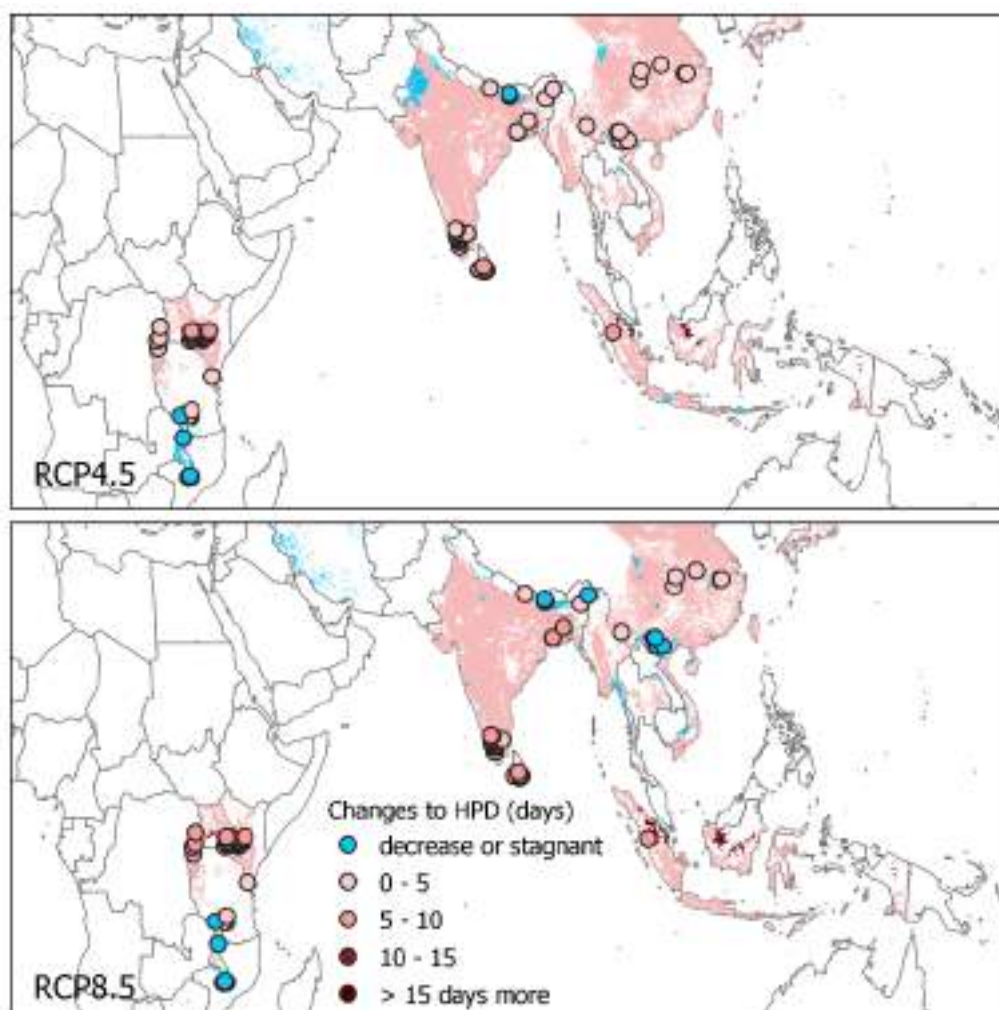 RCP4.5
Changes to HPD (days)
decrease or stagnant
0 - 5
5 - 10
10 - 15
> 15 days more
RCP8.5